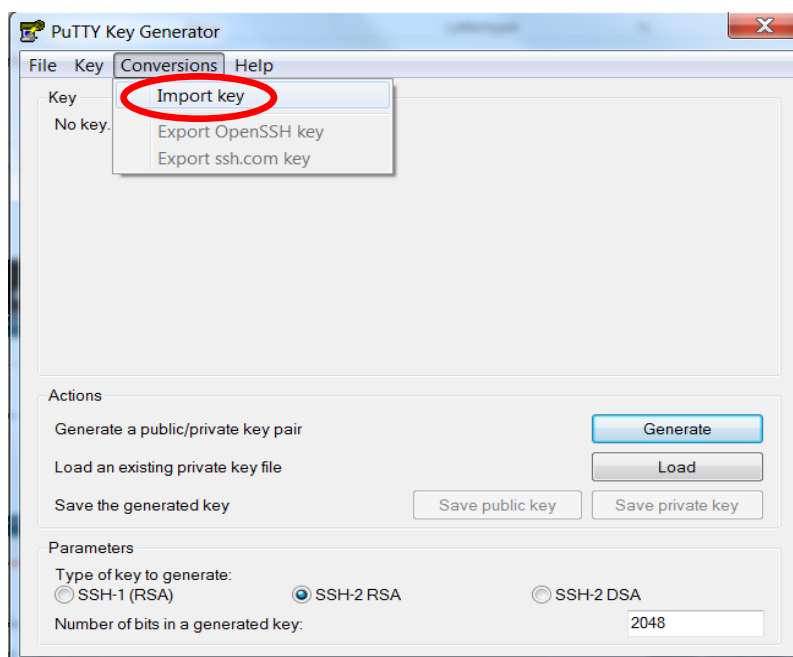 PuTTY Key Generator
File Key Conversions Help
Import key
Export OpenSSH key
Export ssh.com key
Key
No key.
Actions
Generate a public/private key pair
Generate
Load an existing private key file
Load
Save the generated key
Save public key
Save private key
Parameters
Type of key to generate:
SSH-1 (RSA)
SSH-2 RSA
SSH-2 DSA
Number of bits in a generated key:
2048